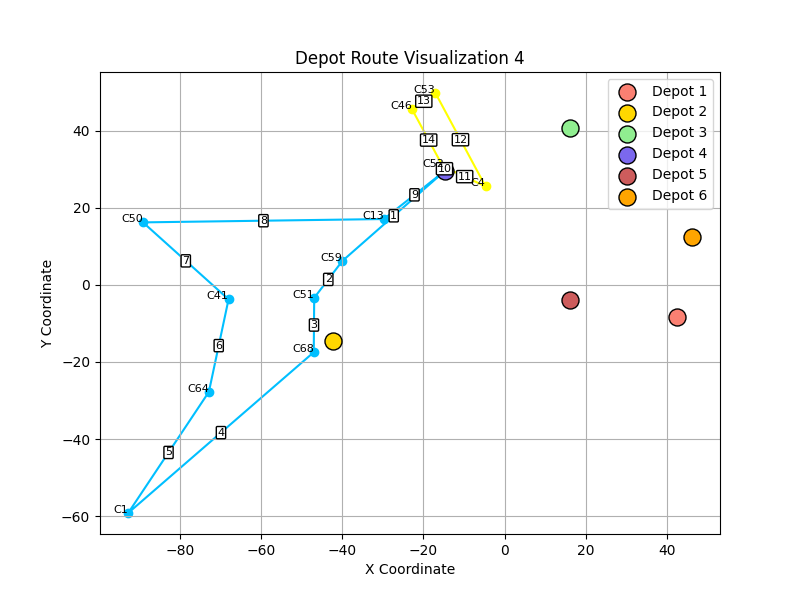 Depot Route Visualization 4
Depot 1
Depot 2
Depot 3
Depot 4
Depot 5
Depot 6
C53
13
C46
14
12
C52
10
11
C4
9
C50
8
C13
1
7
C59
2
C41
C51
3
6
C68
C64
4
5
C1
40
20
0
−20
−40
−60
−80
−60
−40
−20
0
20
40
X Coordinate
Y Coordinate